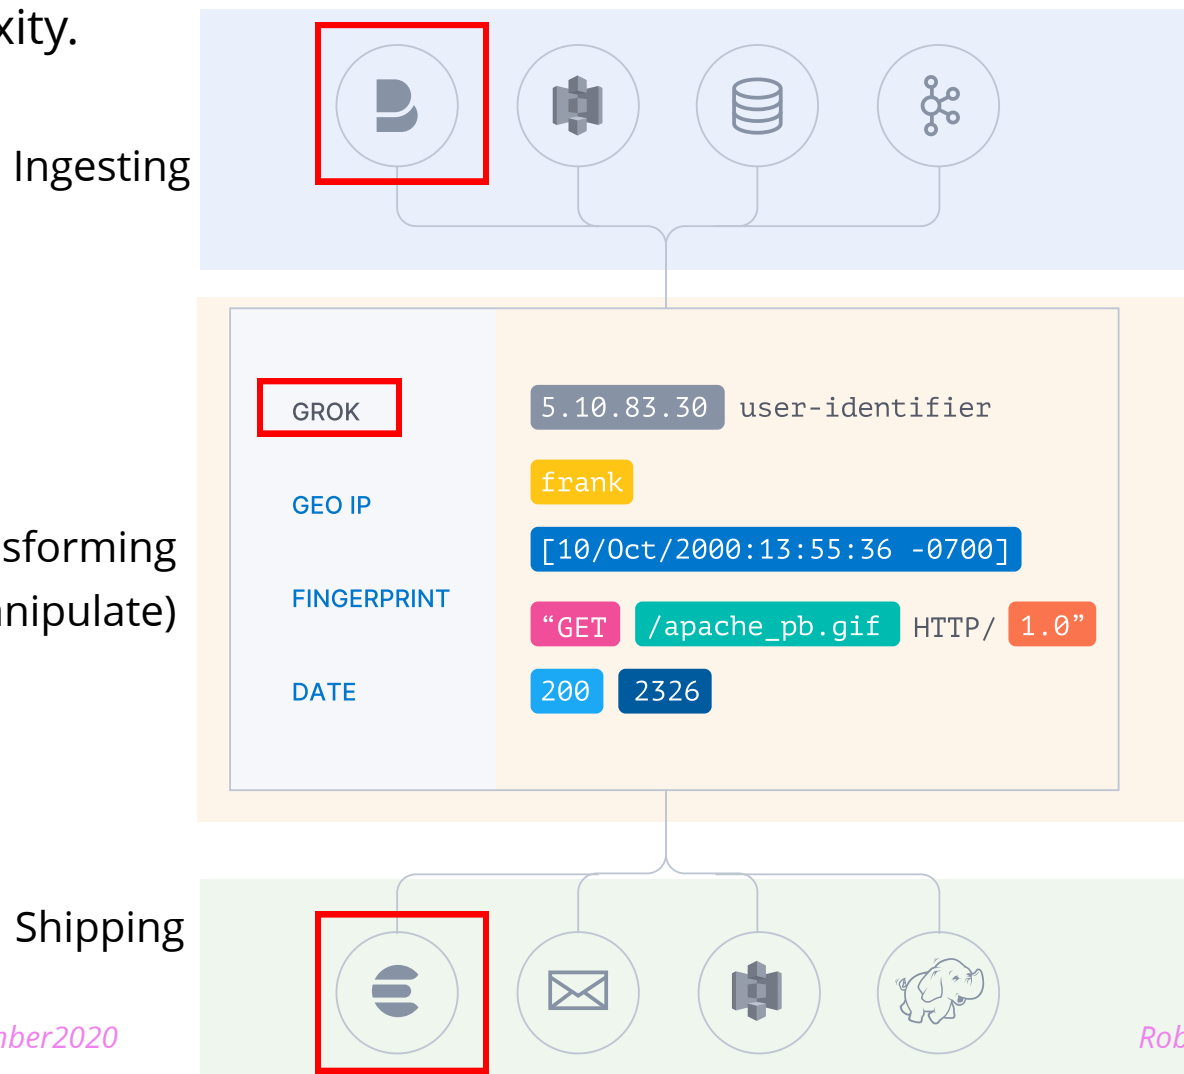 xity.
Ingesting
GROK
5.10.83.30 user-identifier
frank
GEO IP
[10/Oct/2000:13:55:36 -0700]
sforming
FINGERPRINT
nipulate)
“GET /apache_pb.gif HTTP/ 1.0”
DATE
200 2326
Shipping
nber2020
Rob